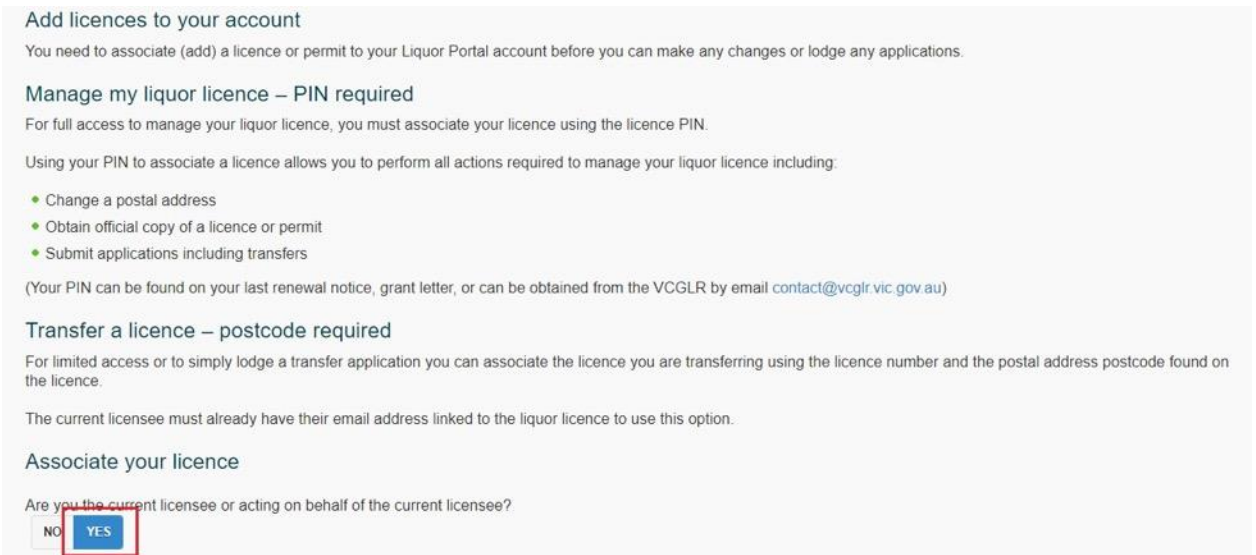 Add licences to your account
You need to associate (add) a licence or permit to your Liquor Portal account before you can make any changes or lodge any applications.
Manage my liquor licence – PIN required
For full access to manage your liquor licence, you must associate your licence using the licence PIN.
Using your PIN to associate a licence allows you to perform all actions required to manage your liquor licence including:
• Change a postal address
• Obtain official copy of a licence or permit
• Submit applications including transfers
(Your PIN can be found on your last renewal notice, grant letter, or can be obtained from the VCGLR by email contact@vcglr.vic.gov.au)
Transfer a licence – postcode required
For limited access or to simply lodge a transfer application you can associate the licence you are transferring using the licence number and the postal address postcode found on
the licence.
The current licensee must already have their email address linked to the liquor licence to use this option.
Associate your licence
Are you the current licensee or acting on behalf of the current licensee?
NO YES